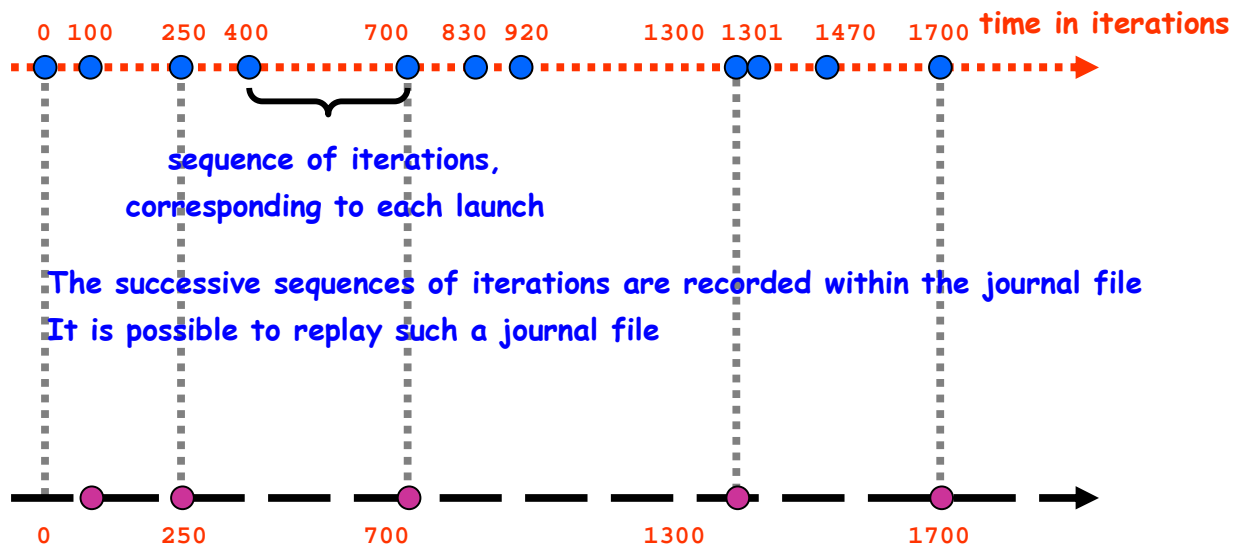 time in iterations
0 100 250 400 700 830 920 1300 1301 1470 1700
sequence of iterations,
corresponding to each launch
The successive sequences of iterations are recorded within the journal file
It is possible to replay such a journal file
0 250 700 1300 1700